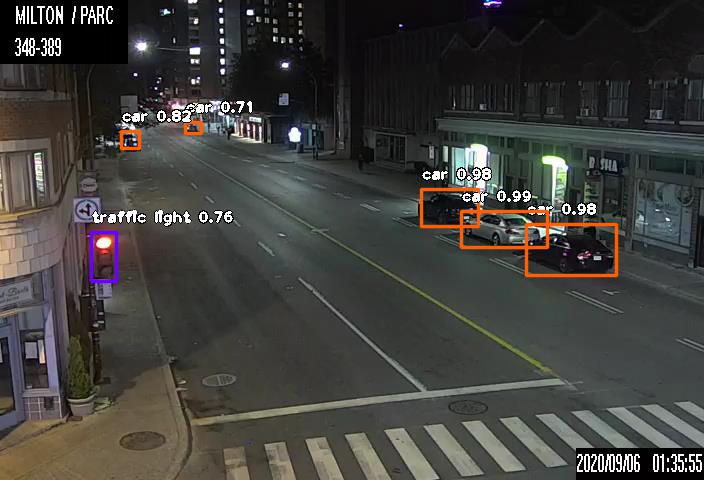 MILTON / PARC
348-389
car 0.82
car 0.71
car 0.98
car 0.99
car 0.98
traffic light 0.76
2020/09/06 01:35:55